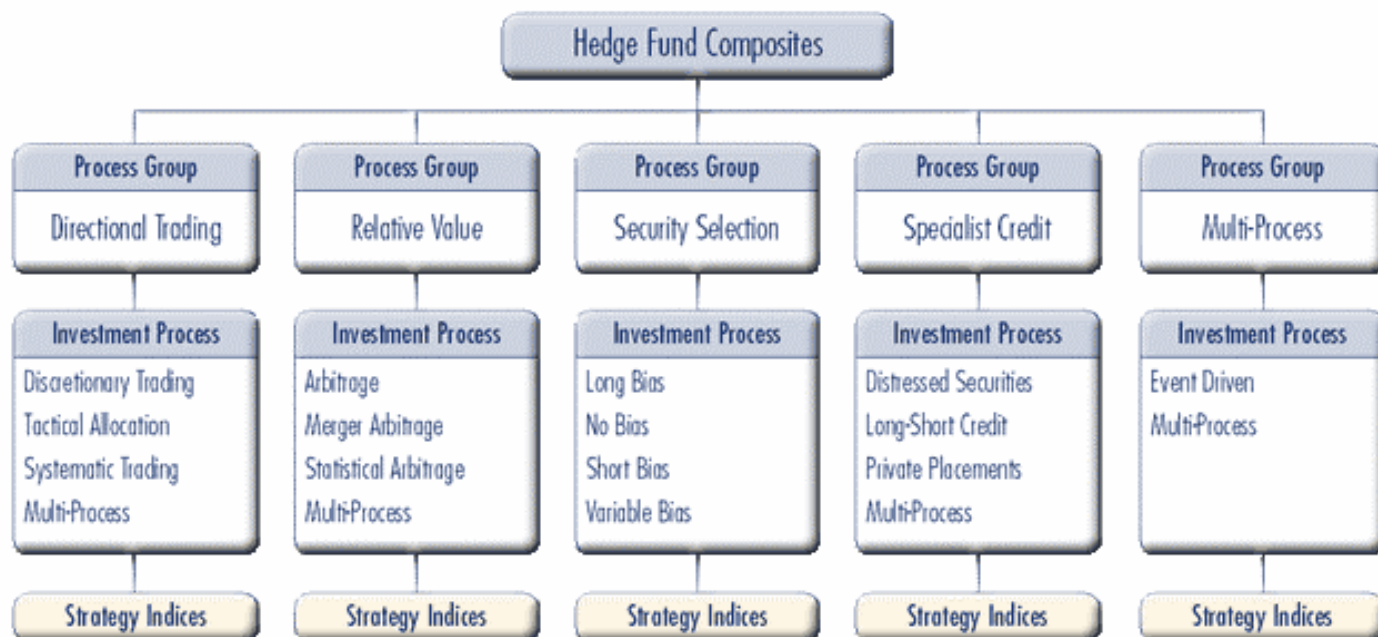 Hedge Fund Composites
Process Group
Directional Trading
Process Group
Relative Value
Process Group
Security Selection
Process Group
Specialist Credit
Process Group
Multi-Process
Investment Process
Discretionary Trading
Tactical Allocation
Systematic Trading
Multi-Process
Investment Process
Arbitrage
Merger Arbitrage
Statistical Arbitrage
Multi-Process
Investment Process
Long Bias
No Bias
Short Bias
Variable Bias
Investment Process
Distressed Securities
Long-Short Credit
Private Placements
Multi-Process
Investment Process
Event Driven
Multi-Process
Strategy Indices
Strategy Indices
Strategy Indices
Strategy Indices
Strategy Indices